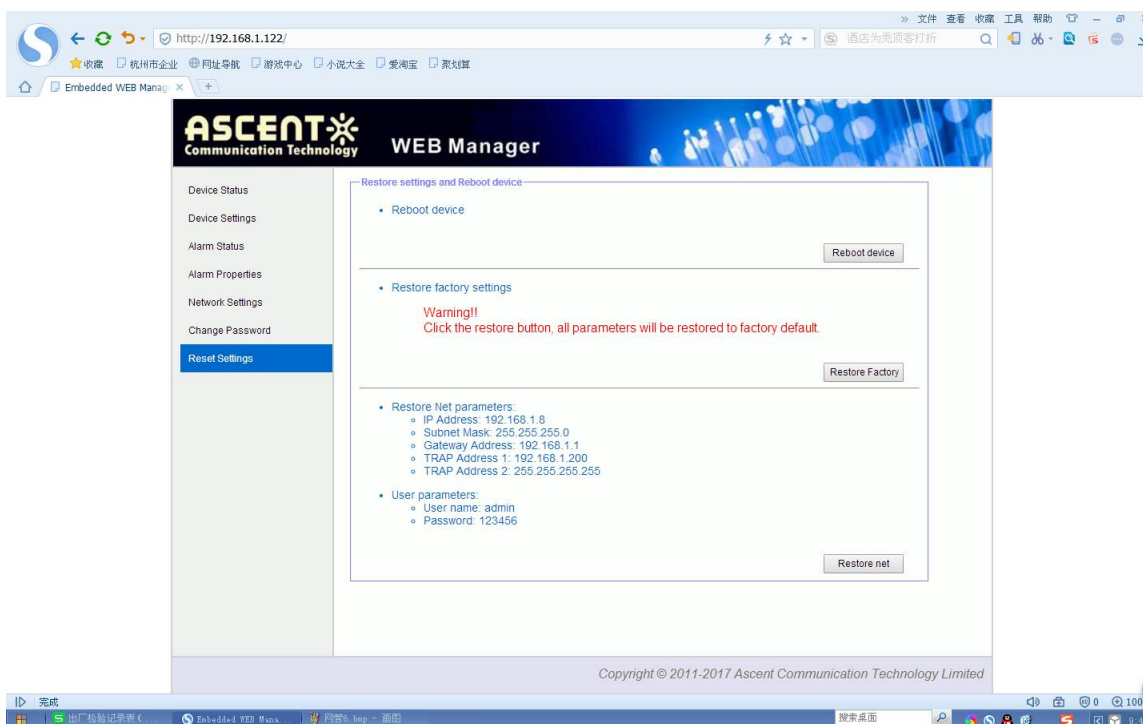 » 文件 查看 收藏 工具 帮助
http://192.168.1.122/
酒店为先顾客打折
收藏 杭州市企业 网址导航 游戏中心 小说大全 爱淘宝 聚划算
Embedded WEB Manag
ASCENT
Communication Technology
WEB Manager
Device Status
Device Settings
Alarm Status
Alarm Properties
Network Settings
Change Password
Reset Settings
Restore settings and Reboot device
Reboot device
Reboot device
Restore factory settings
Warning!!
Click the restore button, all parameters will be restored to factory default.
Restore Factory
Restore Net parameters:
IP Address: 192.168.1.8
Subnet Mask: 255.255.255.0
Gateway Address: 192.168.1.1
TRAP Address 1: 192.168.1.200
TRAP Address 2: 255.255.255.255
User parameters:
User name: admin
Password: 123456
Restore net
Copyright © 2011-2017 Ascent Communication Technology Limited
完成
0 100
出厂检验记录表(... Embedded WEB Mana... 网管6.bmp - 画图 搜索桌面